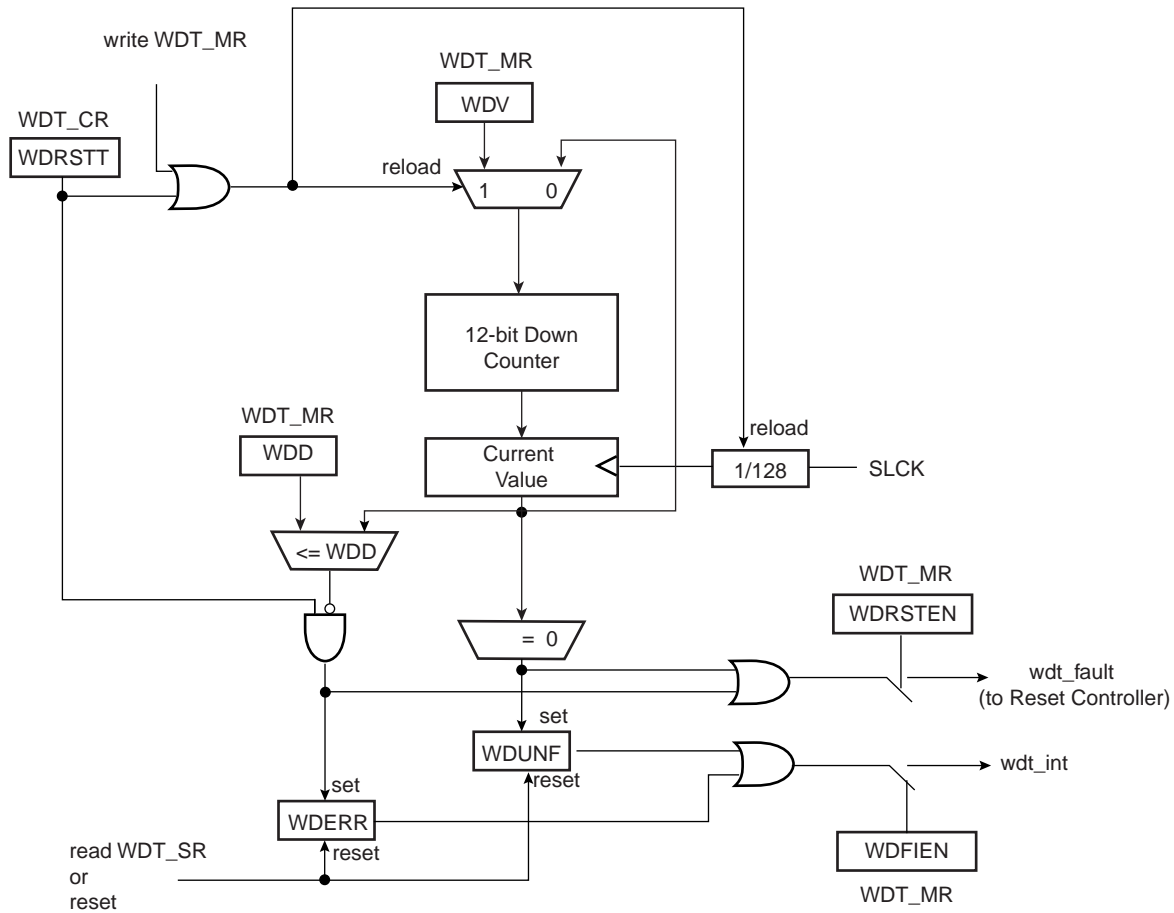 write WDT_MR
WDT_MR
WDV
WDT_CR
WDRSTT
reload
1 0
12-bit Down
Counter
WDT_MR
WDD
Current
Value
reload
1/128
SLCK
<= WDD
WDT_MR
WDRSTEN
= 0
wdt_fault
(to Reset Controller)
set
WDUNF
reset
wdt_int
set
WDERR
reset
read WDT_SR
or
reset
WDFIEN
WDT_MR